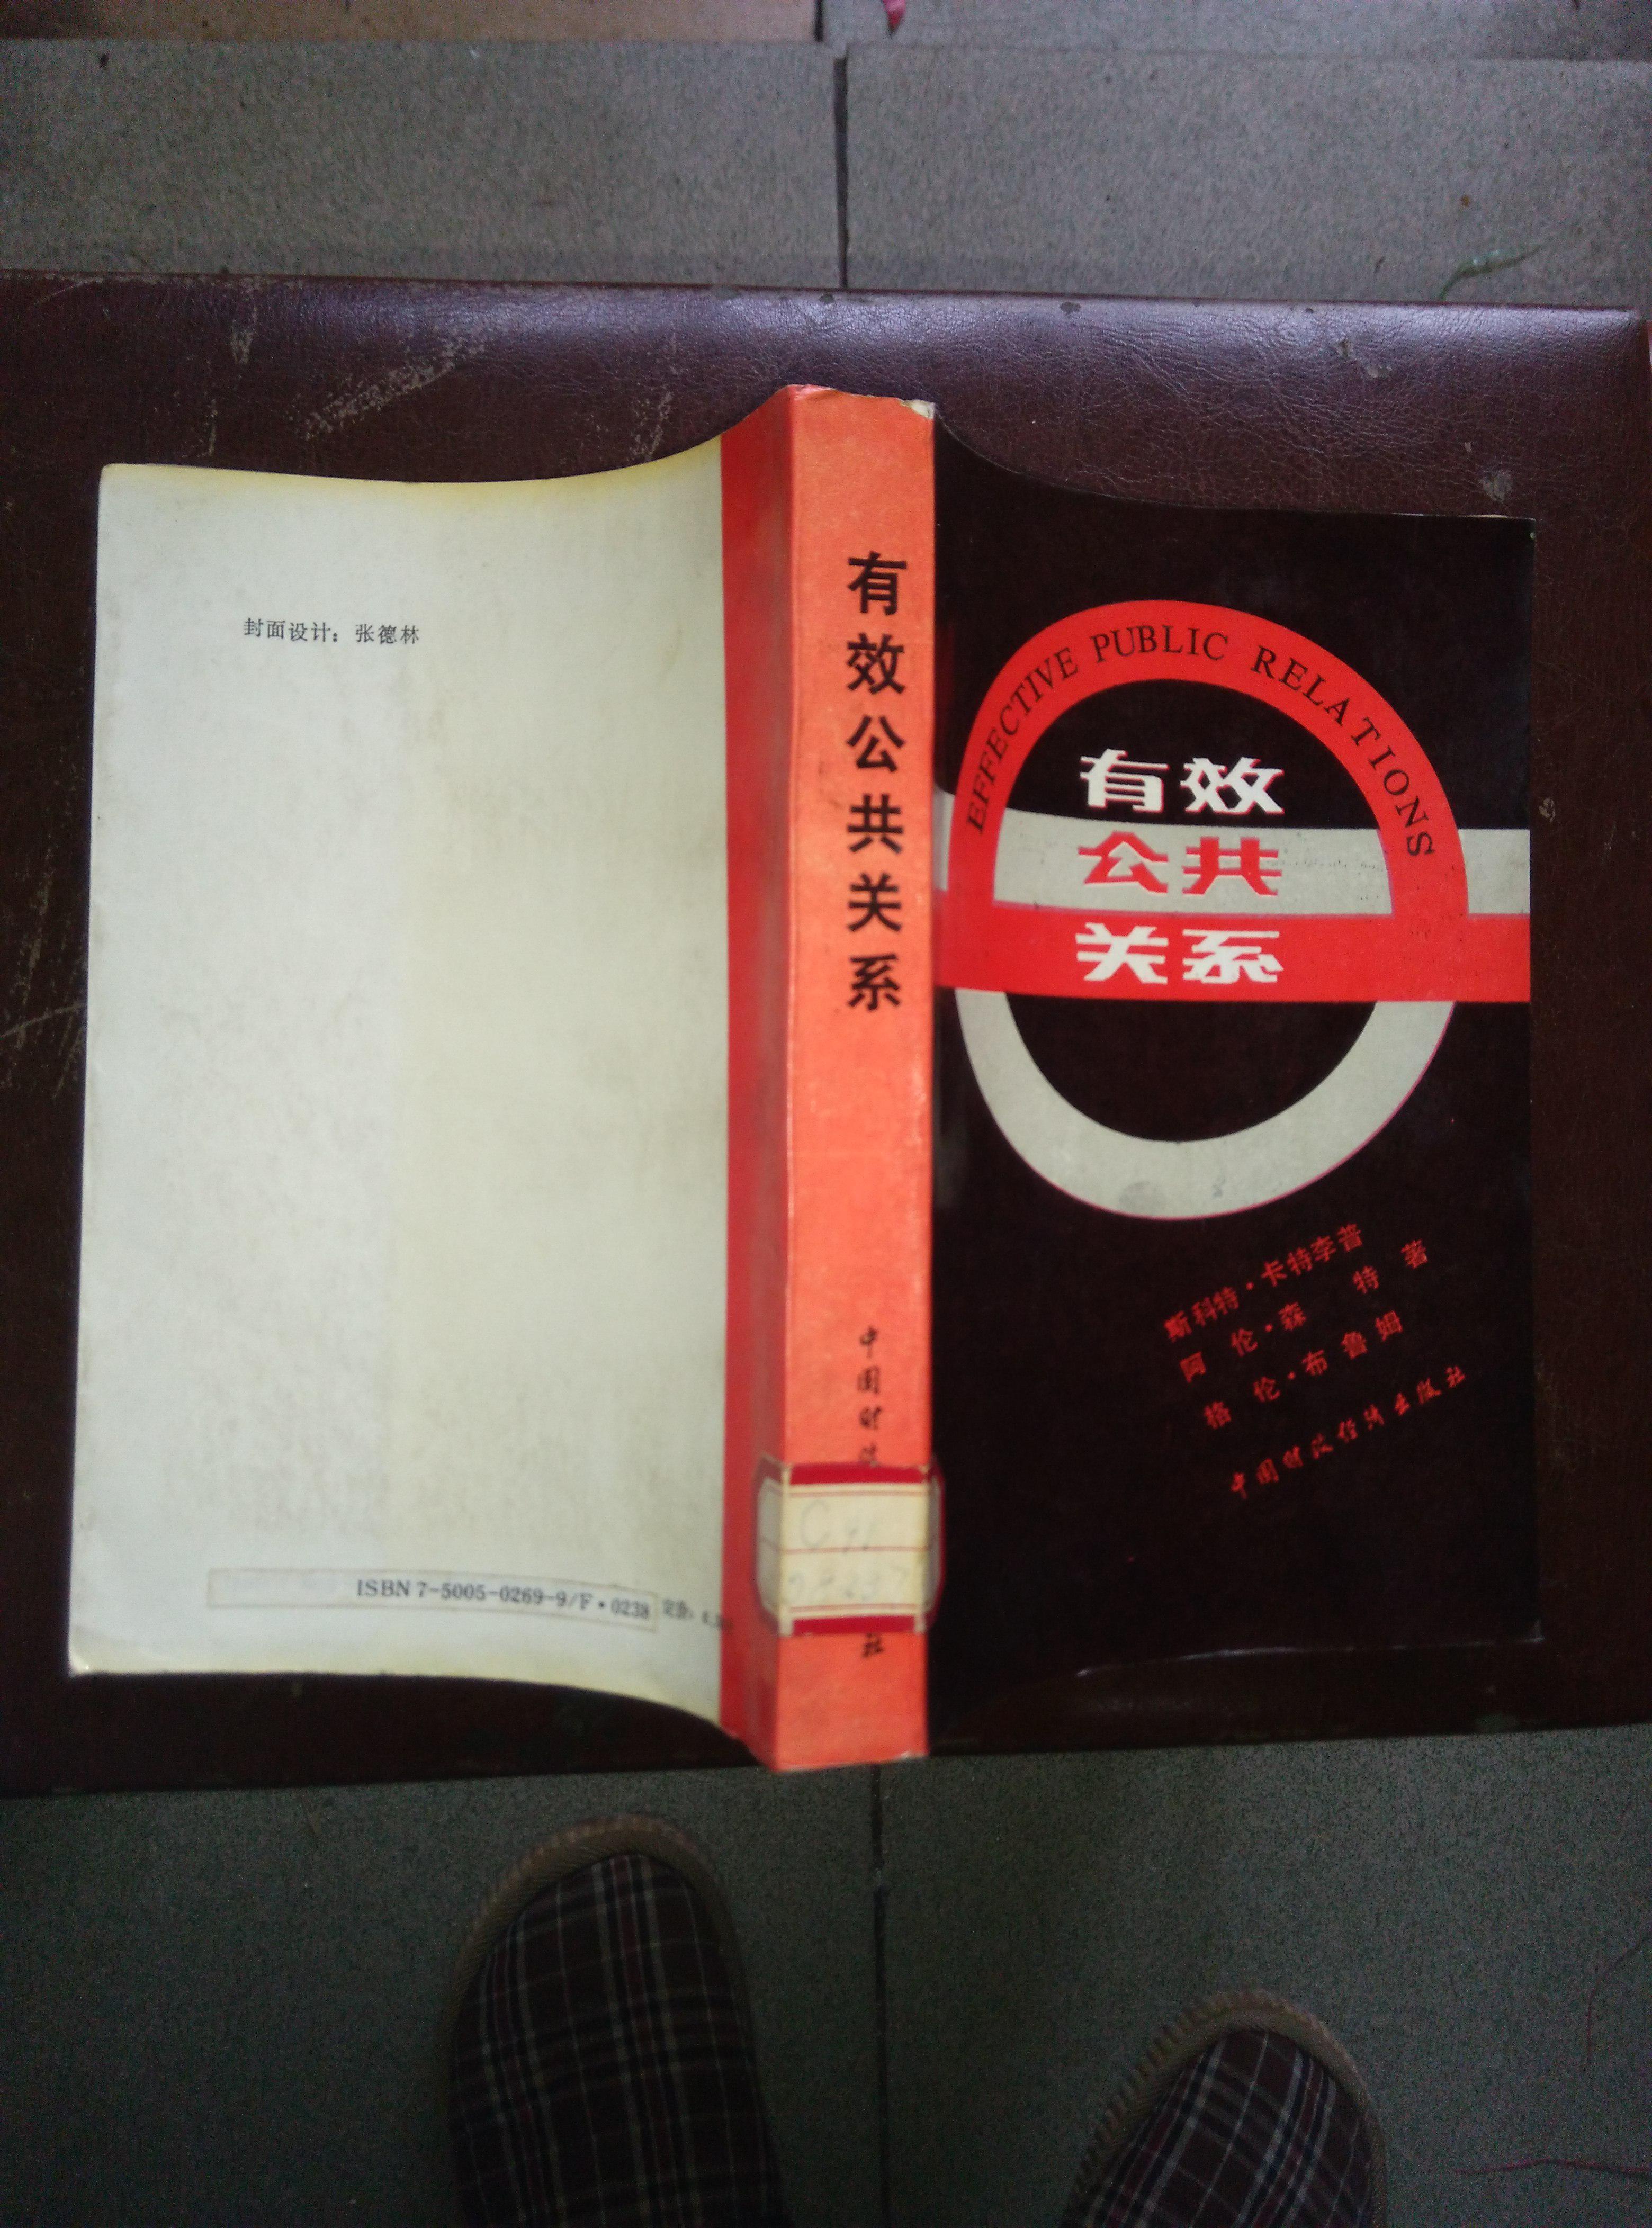 封面设计：张德林
ISBN 7-5005-0269-9/F·0238
定价：
有效公共关系
中国财
社
EFFECTIVE PUBLIC RELATIONS
有效
公共
关系
斯科特·卡特李普
阿伦·森特 著
格伦·布鲁姆
中国财政经济出版社